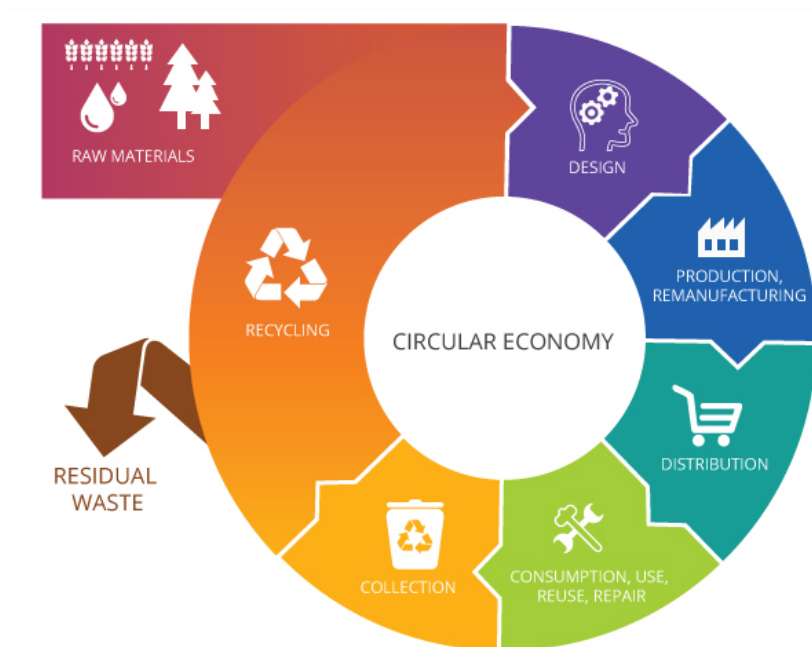 RAW MATERIALS
DESIGN
PRODUCTION,
REMANUFACTURING
RECYCLING
CIRCULAR ECONOMY
DISTRIBUTION
RESIDUAL
WASTE
CONSUMPTION, USE,
REUSE, REPAIR
COLLECTION